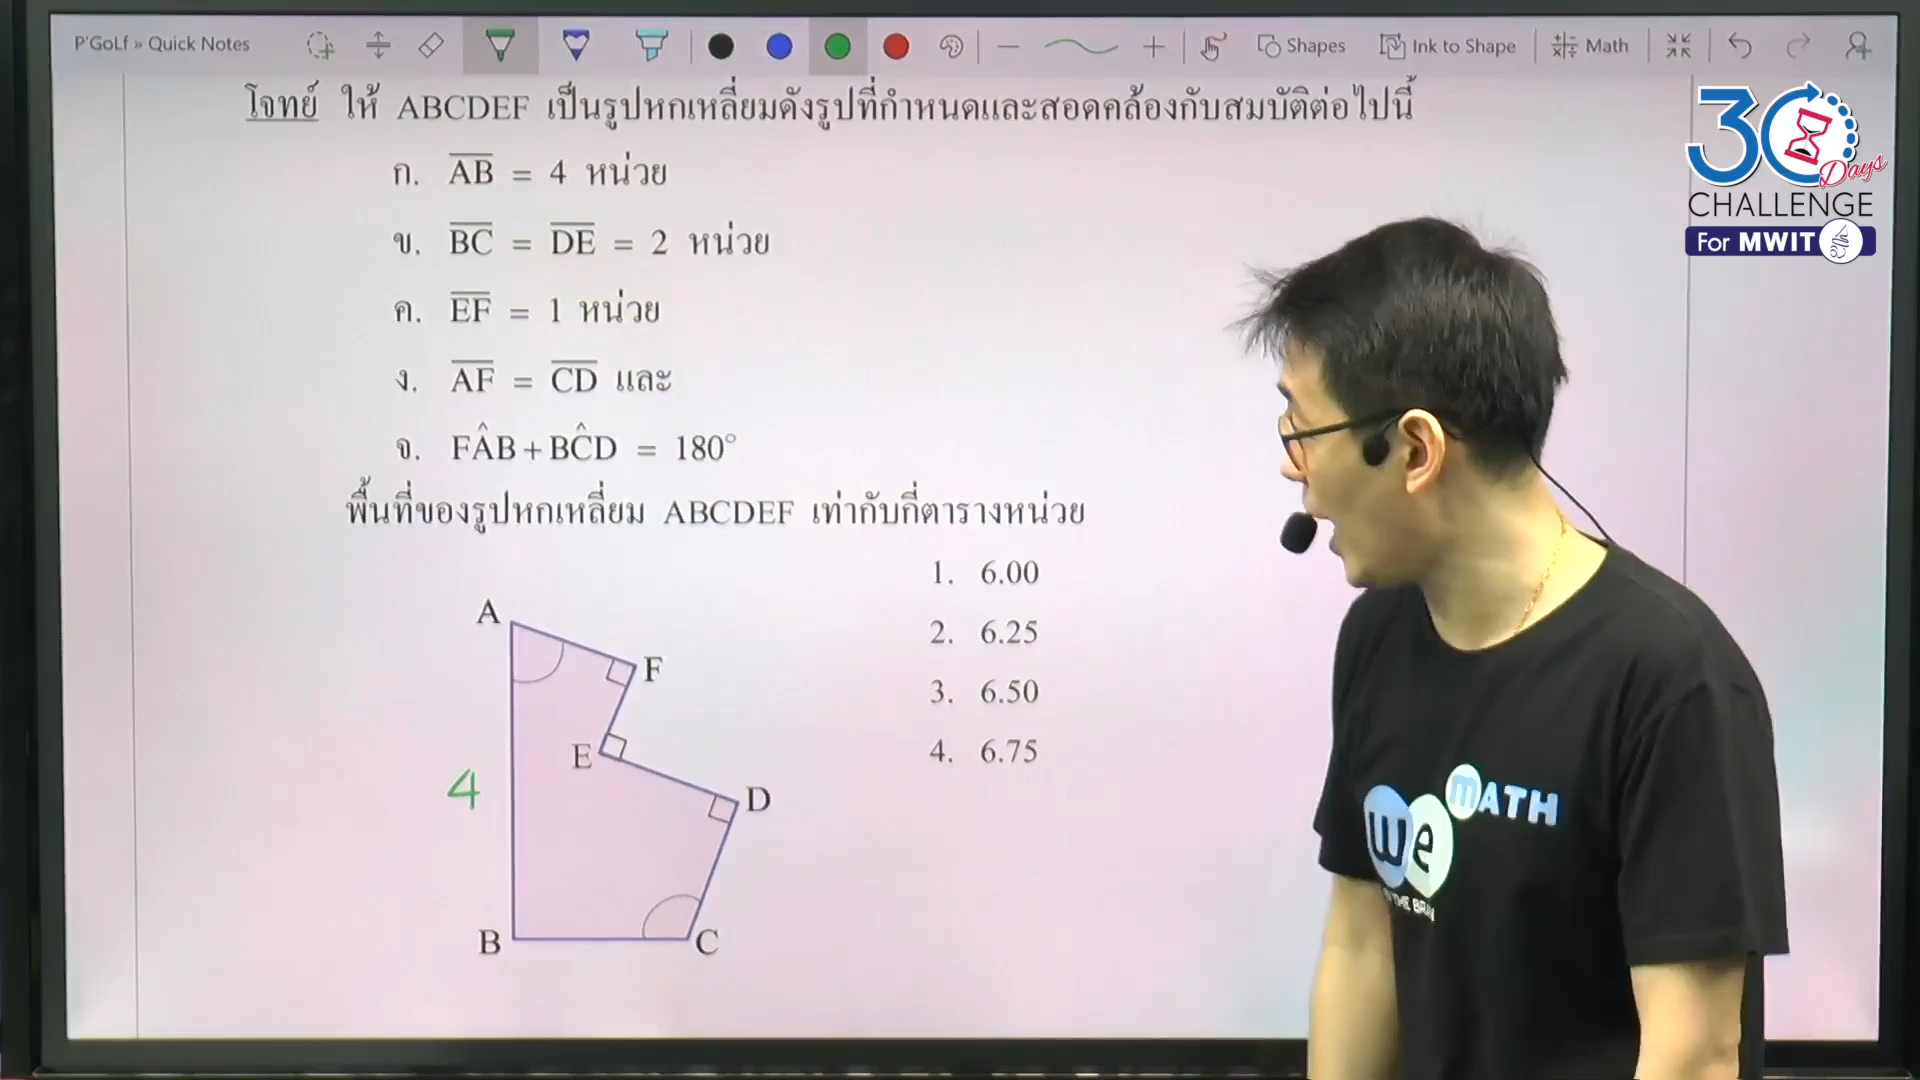 P'GoLf » Quick Notes
Shapes
Ink to Shape
Math
โจทย์ ให้ ABCDEF เป็นรูปหกเหลี่ยมดังรูปที่กำหนดและสอดคล้องกับสมบัติต่อไปนี้
ก. A̅B̅ = 4 หน่วย
ข. B̅C̅ = D̅E̅ = 2 หน่วย
ค. E̅F̅ = 1 หน่วย
ง. A̅F̅ = C̅D̅ และ
จ. FÂB + BĈD = 180°
พื้นที่ของรูปหกเหลี่ยม ABCDEF เท่ากับกี่ตารางหน่วย
1. 6.00
2. 6.25
3. 6.50
4. 6.75
A
F
E
4
D
B
C
30 Days
CHALLENGE
For MWIT
we mATH